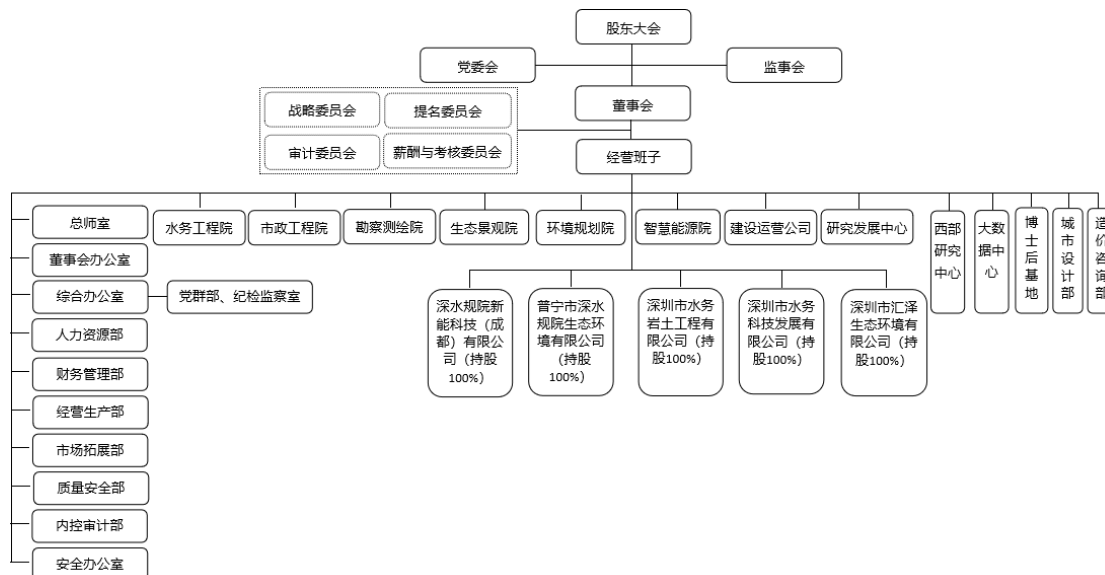 股东大会
党委会
监事会
董事会
战略委员会
提名委员会
审计委员会
薪酬与考核委员会
经营班子
总师室
董事会办公室
综合办公室
党群部、纪检监察室
人力资源部
财务管理部
经营生产部
市场拓展部
质量安全部
内控审计部
安全办公室
水务工程院
市政工程院
勘察测绘院
生态景观院
环境规划院
智慧能源院
建设运营公司
研究发展中心
西部
研究
中心
大数
据中
心
博
士
后
基
地
城
市
设
计
部
造
价
咨
询
部
深水规院新
能科技（成
都）有限公
司（持股
100%）
普宁市深水
规院生态环
境有限公司
（持股
100%）
深圳市水务
岩土工程有
限公司（持
股100%）
深圳市水务
科技发展有
限公司（持
股100%）
深圳市汇泽
生态环境有
限公司（持
股100%）